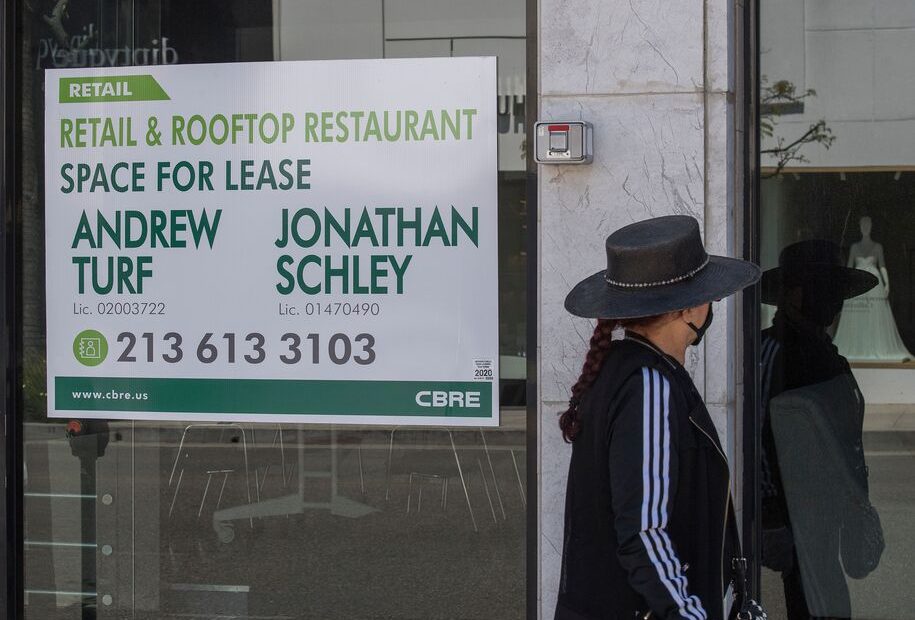 RETAIL
RETAIL & ROOFTOP RESTAURANT
SPACE FOR LEASE
ANDREW TURF
Lic. 02003722
JONATHAN SCHLEY
Lic. 01470490
213 613 3103
2020
www.cbre.us
CBRE